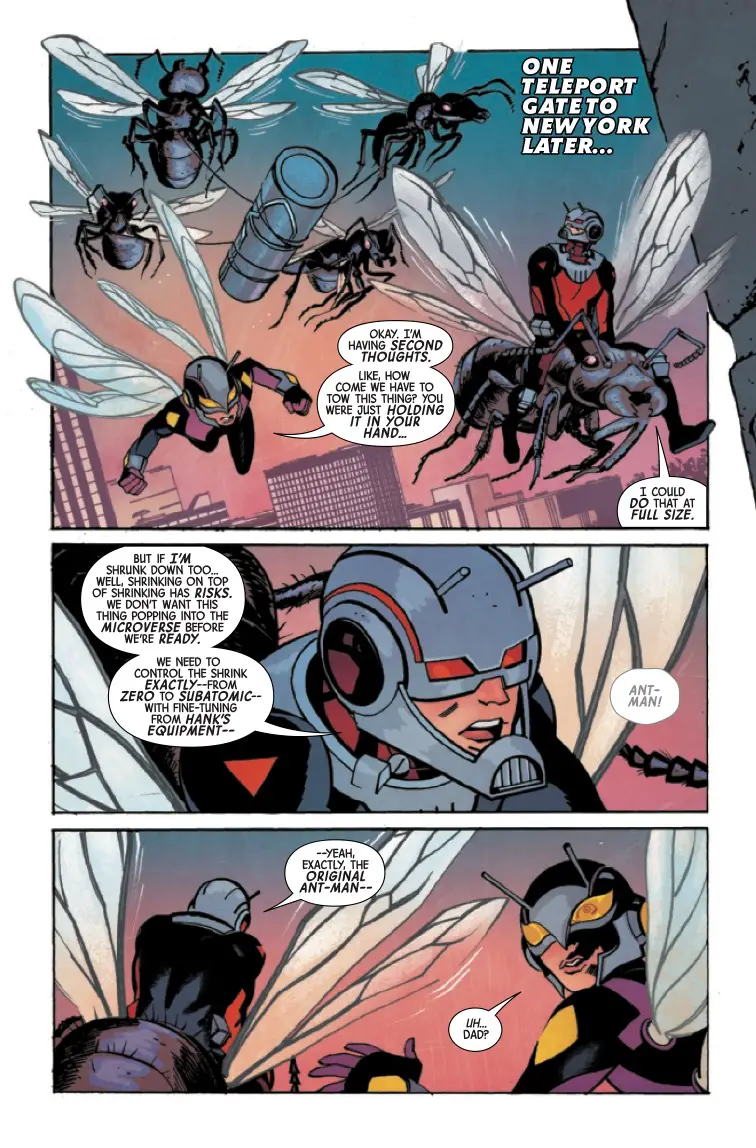 ONE
TELEPORT
GATE TO
NEW YORK
LATER...
OKAY. I'M
HAVING SECOND
THOUGHTS.
LIKE, HOW
COME WE HAVE TO
TOW THIS THING? YOU
WERE JUST HOLDING
IT IN YOUR
HAND...
I COULD
DO THAT AT
FULL SIZE.
BUT IF I'M
SHRUNK DOWN TOO...
WELL, SHRINKING ON TOP
OF SHRINKING HAS RISKS.
WE DON'T WANT THIS
THING POPPING INTO THE
MICROVERSE BEFORE
WE'RE READY.
WE NEED TO
CONTROL THE SHRINK
EXACTLY--FROM
ZERO TO SUBATOMIC--
WITH FINE-TUNING
FROM HANK'S
EQUIPMENT--
ANT-
MAN!
--YEAH,
EXACTLY, THE
ORIGINAL
ANT-MAN--
UH...
DAD?